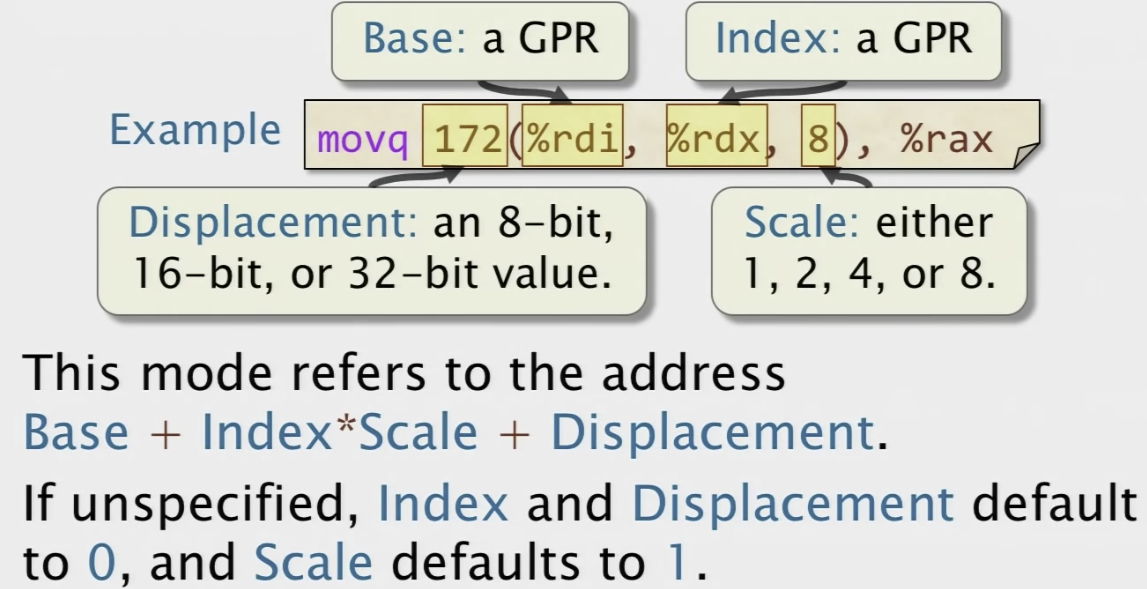 Base: a GPR
Index: a GPR
Example
movq 172(%rdi, %rdx, 8), %rax
Displacement: an 8-bit,
16-bit, or 32-bit value.
Scale: either
1, 2, 4, or 8.
This mode refers to the address
Base + Index*Scale + Displacement.
If unspecified, Index and Displacement default
to 0, and Scale defaults to 1.